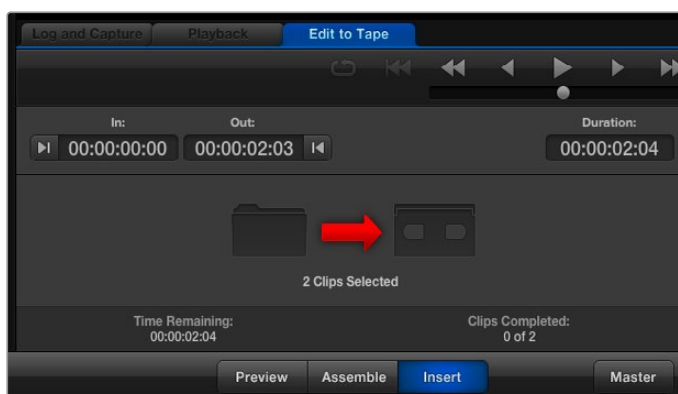 Log and Capture Playback Edit to Tape
In: Out: Duration:
00:00:00:00 00:00:02:03 00:00:02:04
2 Clips Selected
Time Remaining: Clips Completed:
00:00:02:04 0 of 2
Preview Assemble Insert Master